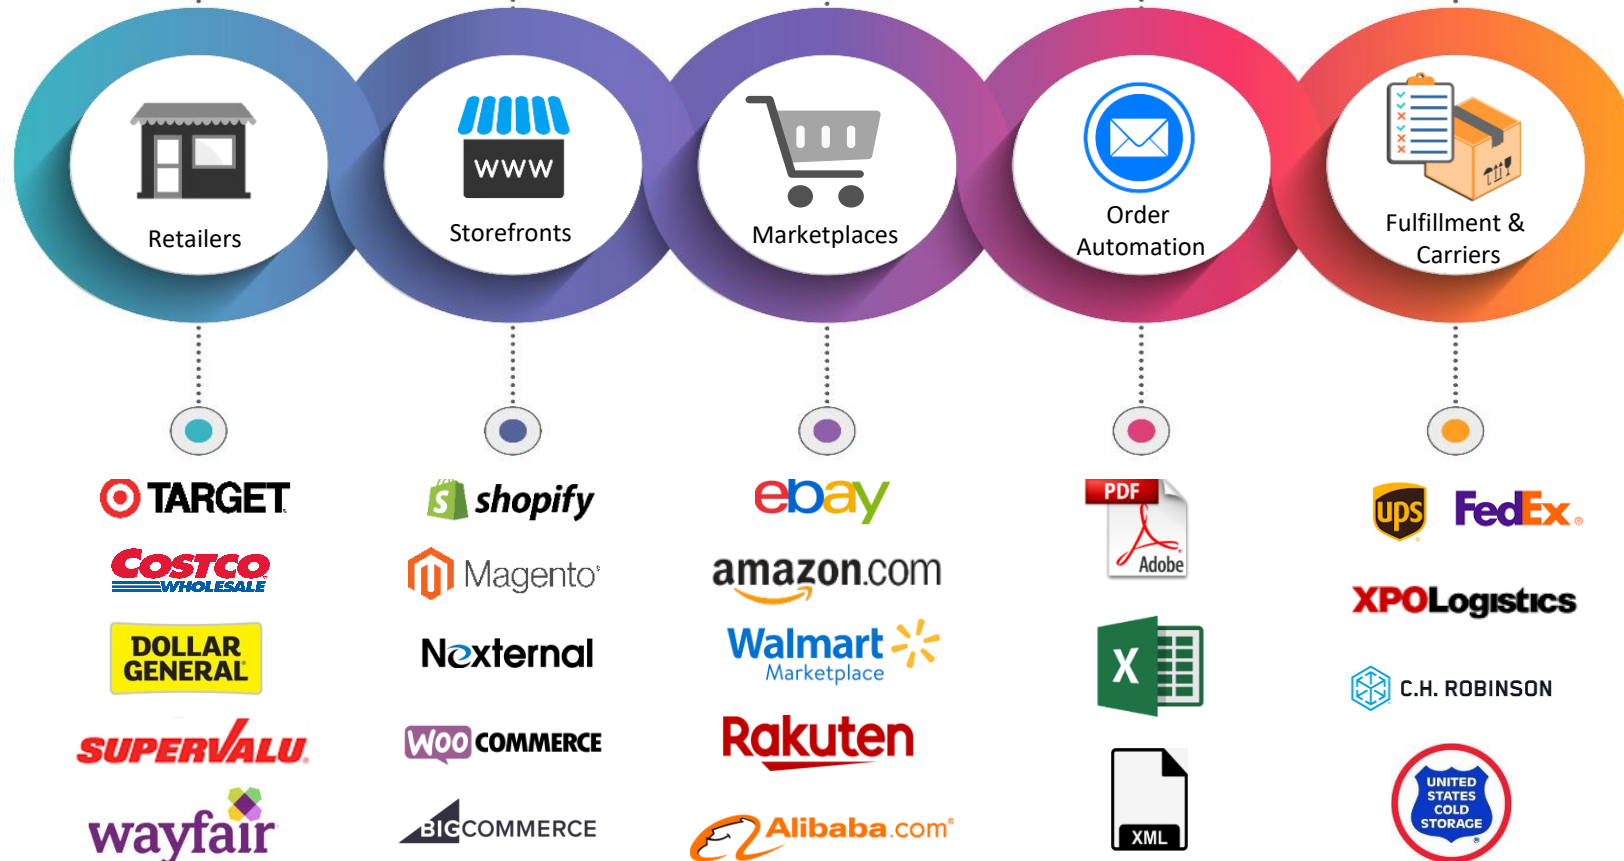 WWW
Retailers
Storefronts
Marketplaces
Order
Automation
Fulfillment &
Carriers
TARGET
COSTCO
WHOLESALE
DOLLAR
GENERAL
SUPERVALU
wayfair
shopify
Magento
Nexternal
WOO COMMERCE
BIGCOMMERCE
ebay
amazon.com
Walmart
Marketplace
Rakuten
Alibaba.com®
PDF
Adobe
X
XML
ups
FedEx®
XPOLogistics
C.H. ROBINSON
UNITED
STATES
COLD
STORAGE
®